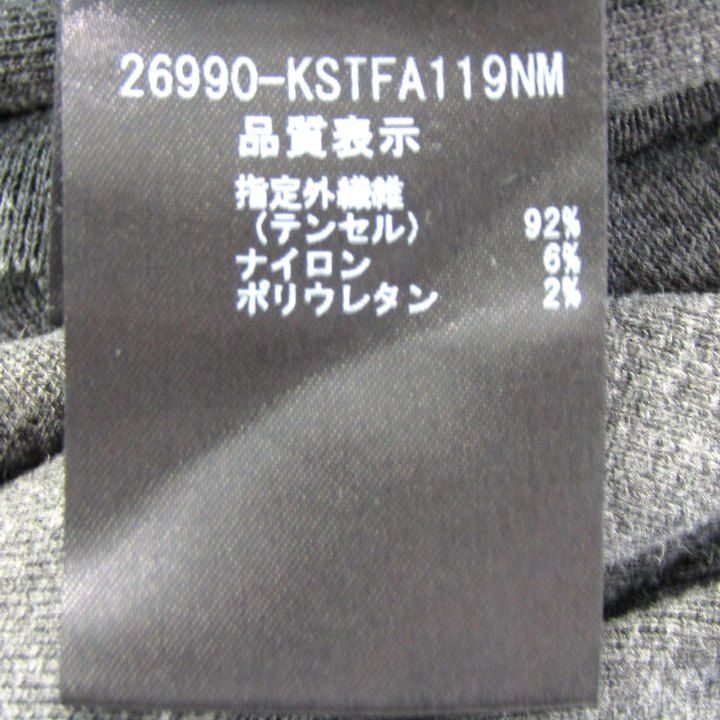 26990-KSTFA119NM
品質表示
指定外繊維
(テンセル) 92%
ナイロン 6%
ポリウレタン 2%